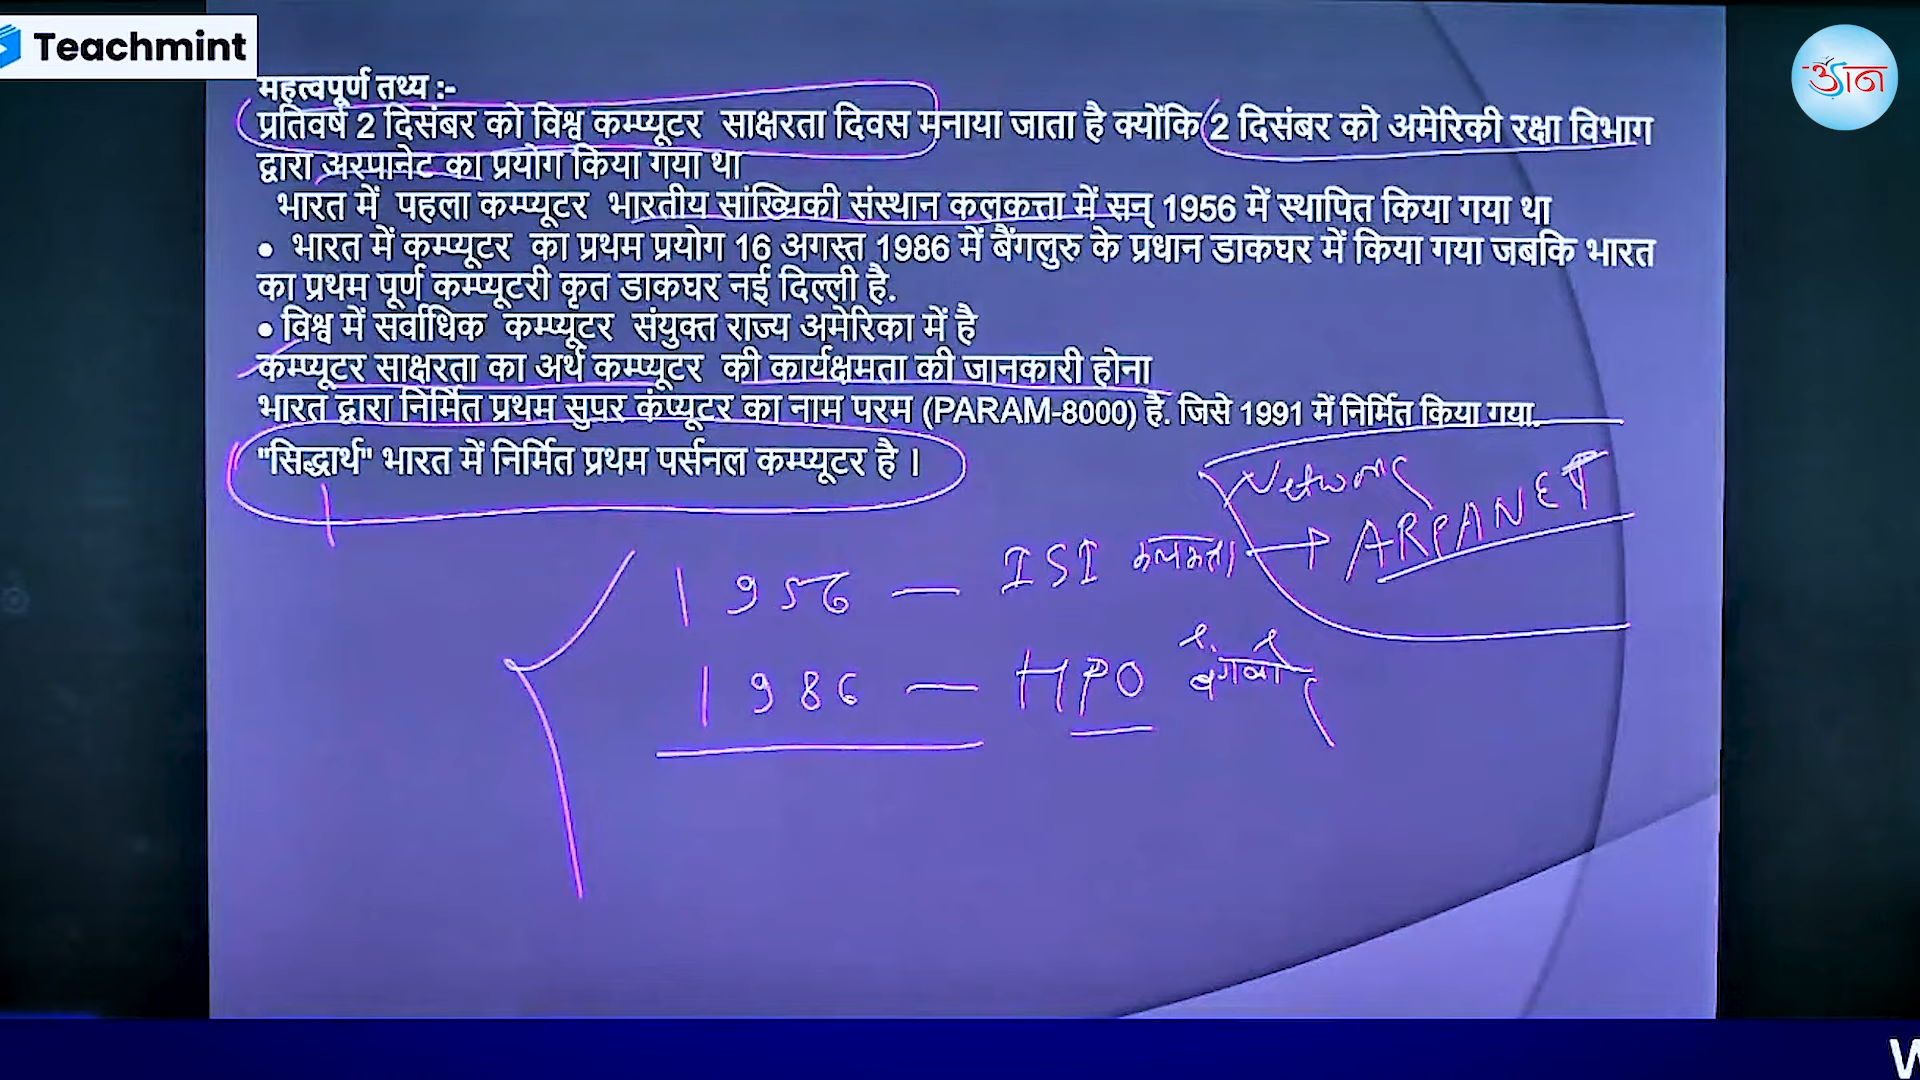 Teachmint
महत्वपूर्ण तथ्य :-
प्रतिवर्ष 2 दिसंबर को विश्व कम्प्यूटर साक्षरता दिवस मनाया जाता है क्योंकि 2 दिसंबर को अमेरिकी रक्षा विभाग
द्वारा अरपानेट का प्रयोग किया गया था
भारत में पहला कम्प्यूटर भारतीय सांख्यिकी संस्थान कलकत्ता में सन् 1956 में स्थापित किया गया था
• भारत में कम्प्यूटर का प्रथम प्रयोग 16 अगस्त 1986 में बैंगलुरु के प्रधान डाकघर में किया गया जबकि भारत
का प्रथम पूर्ण कम्प्यूटरी कृत डाकघर नई दिल्ली है.
• विश्व में सर्वाधिक कम्प्यूटर संयुक्त राज्य अमेरिका में है
कम्प्यूटर साक्षरता का अर्थ कम्प्यूटर की कार्यक्षमता की जानकारी होना
भारत द्वारा निर्मित प्रथम सुपर कंप्यूटर का नाम परम (PARAM-8000) है. जिसे 1991 में निर्मित किया गया.
"सिद्धार्थ" भारत में निर्मित प्रथम पर्सनल कम्प्यूटर है ।
1956 — ISI कलकत्ता → ARPANET
1986 — HPO